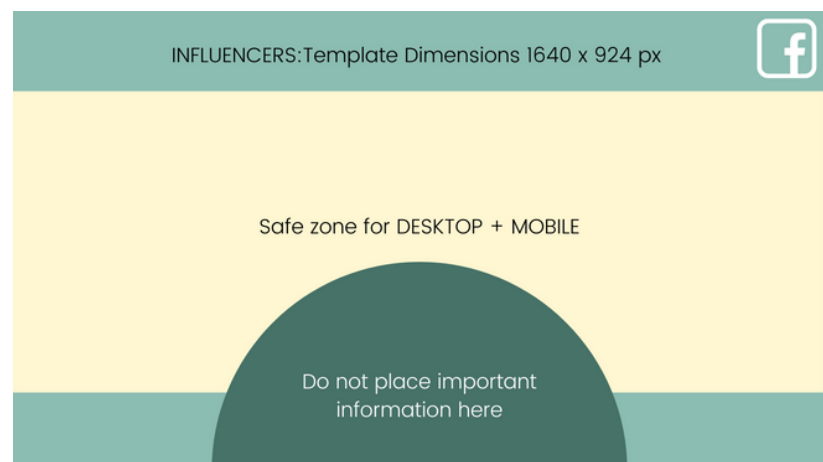 INFLUENCERS:Template Dimensions 1640 x 924 px
f
Safe zone for DESKTOP + MOBILE
Do not place important
information here